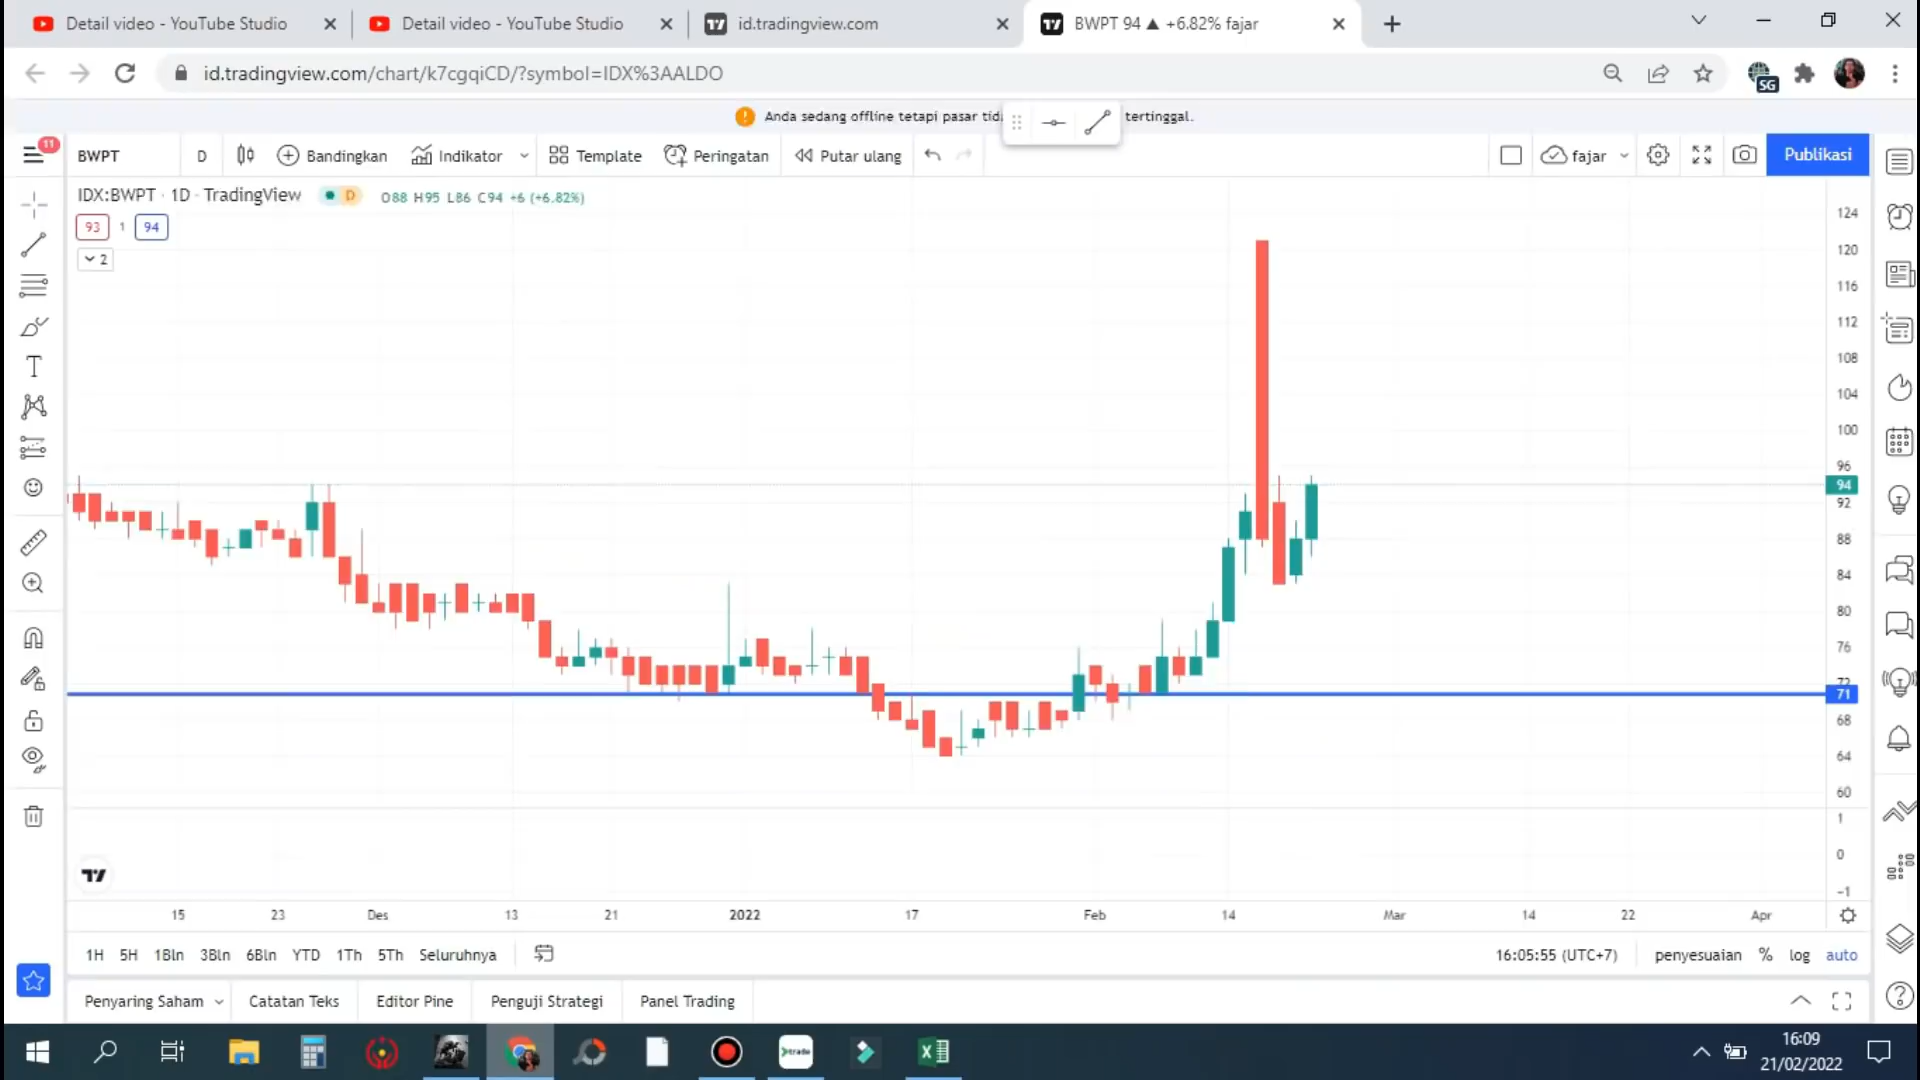 Detail video - YouTube Studio
Detail video - YouTube Studio
id.tradingview.com
BWPT 94 ▲ +6.82% fajar
id.tradingview.com/chart/k7cgqiCD/?symbol=IDX%3AALDO
SG
Anda sedang offline tetapi pasar tida
tertinggal.
11
BWPT
D
Bandingkan
Indikator
Template
Peringatan
Putar ulang
fajar
Publikasi
IDX:BWPT · 1D · TradingView
D
O88 H95 L86 C94 +6 (+6.82%)
93
1
94
2
124
120
116
112
108
104
100
96
94
92
88
84
80
76
72
71
68
64
60
1
0
-1
15
23
Des
13
21
2022
17
Feb
14
Mar
14
22
Apr
1H
5H
1Bln
3Bln
6Bln
YTD
1Th
5Th
Seluruhnya
16:05:55 (UTC+7)
penyesuaian
%
log
auto
Penyaring Saham
Catatan Teks
Editor Pine
Penguji Strategi
Panel Trading
16:09
21/02/2022